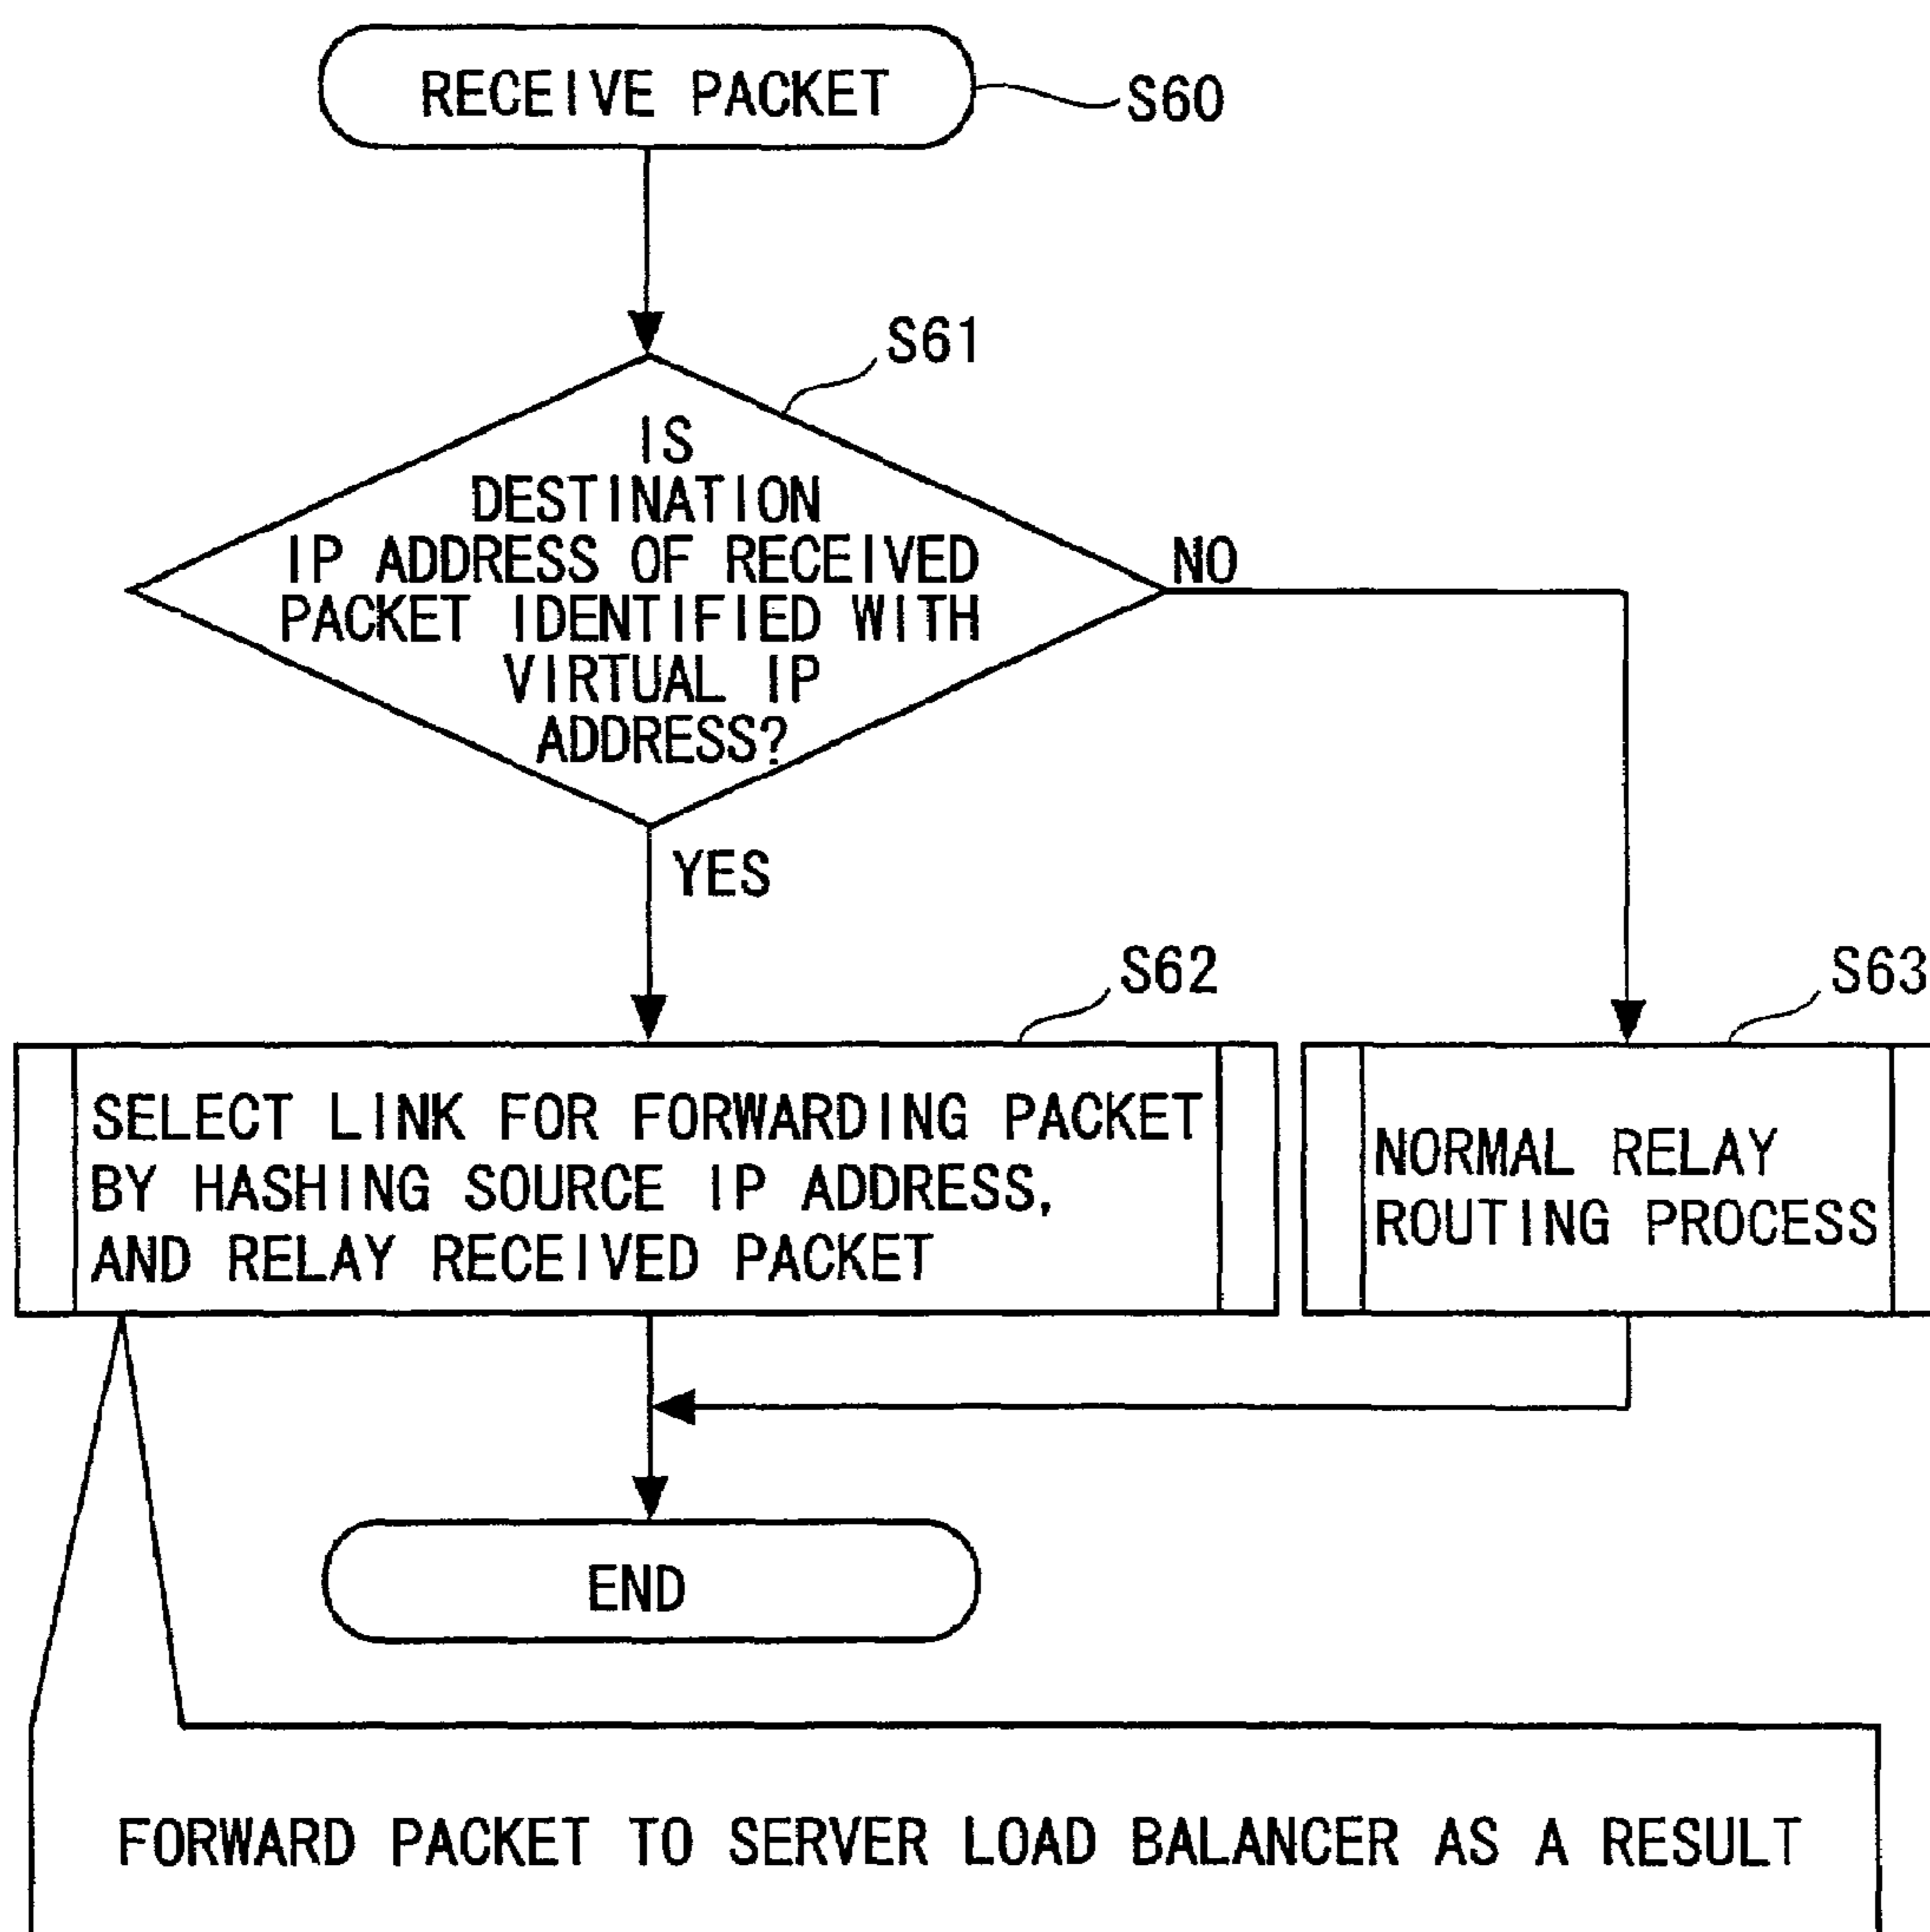 RECEIVE PACKET
S60
S61
IS
DESTINATION
IP ADDRESS OF RECEIVED
PACKET IDENTIFIED WITH
VIRTUAL IP
ADDRESS?
NO
YES
S62
SELECT LINK FOR FORWARDING PACKET
BY HASHING SOURCE IP ADDRESS,
AND RELAY RECEIVED PACKET
S63
NORMAL RELAY
ROUTING PROCESS
END
FORWARD PACKET TO SERVER LOAD BALANCER AS A RESULT